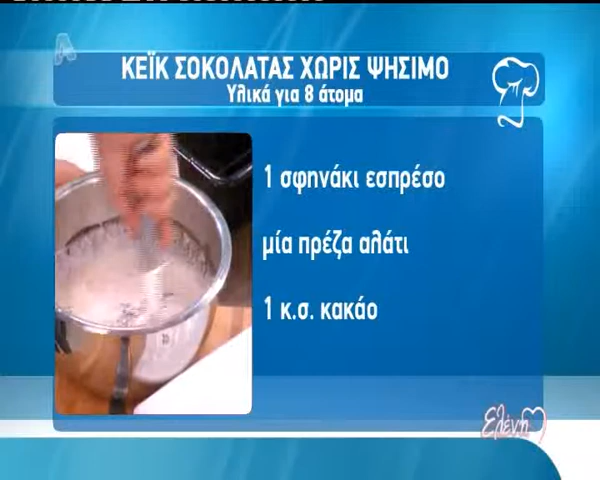 ΚΕΪΚ ΣΟΚΟΛΑΤΑΣ ΧΩΡΙΣ ΨΗΣΙΜΟ
Υλικά για 8 άτομα
1 σφηνάκι εσπρέσο
μία πρέζα αλάτι
1 κ.σ. κακάο
Ελένη